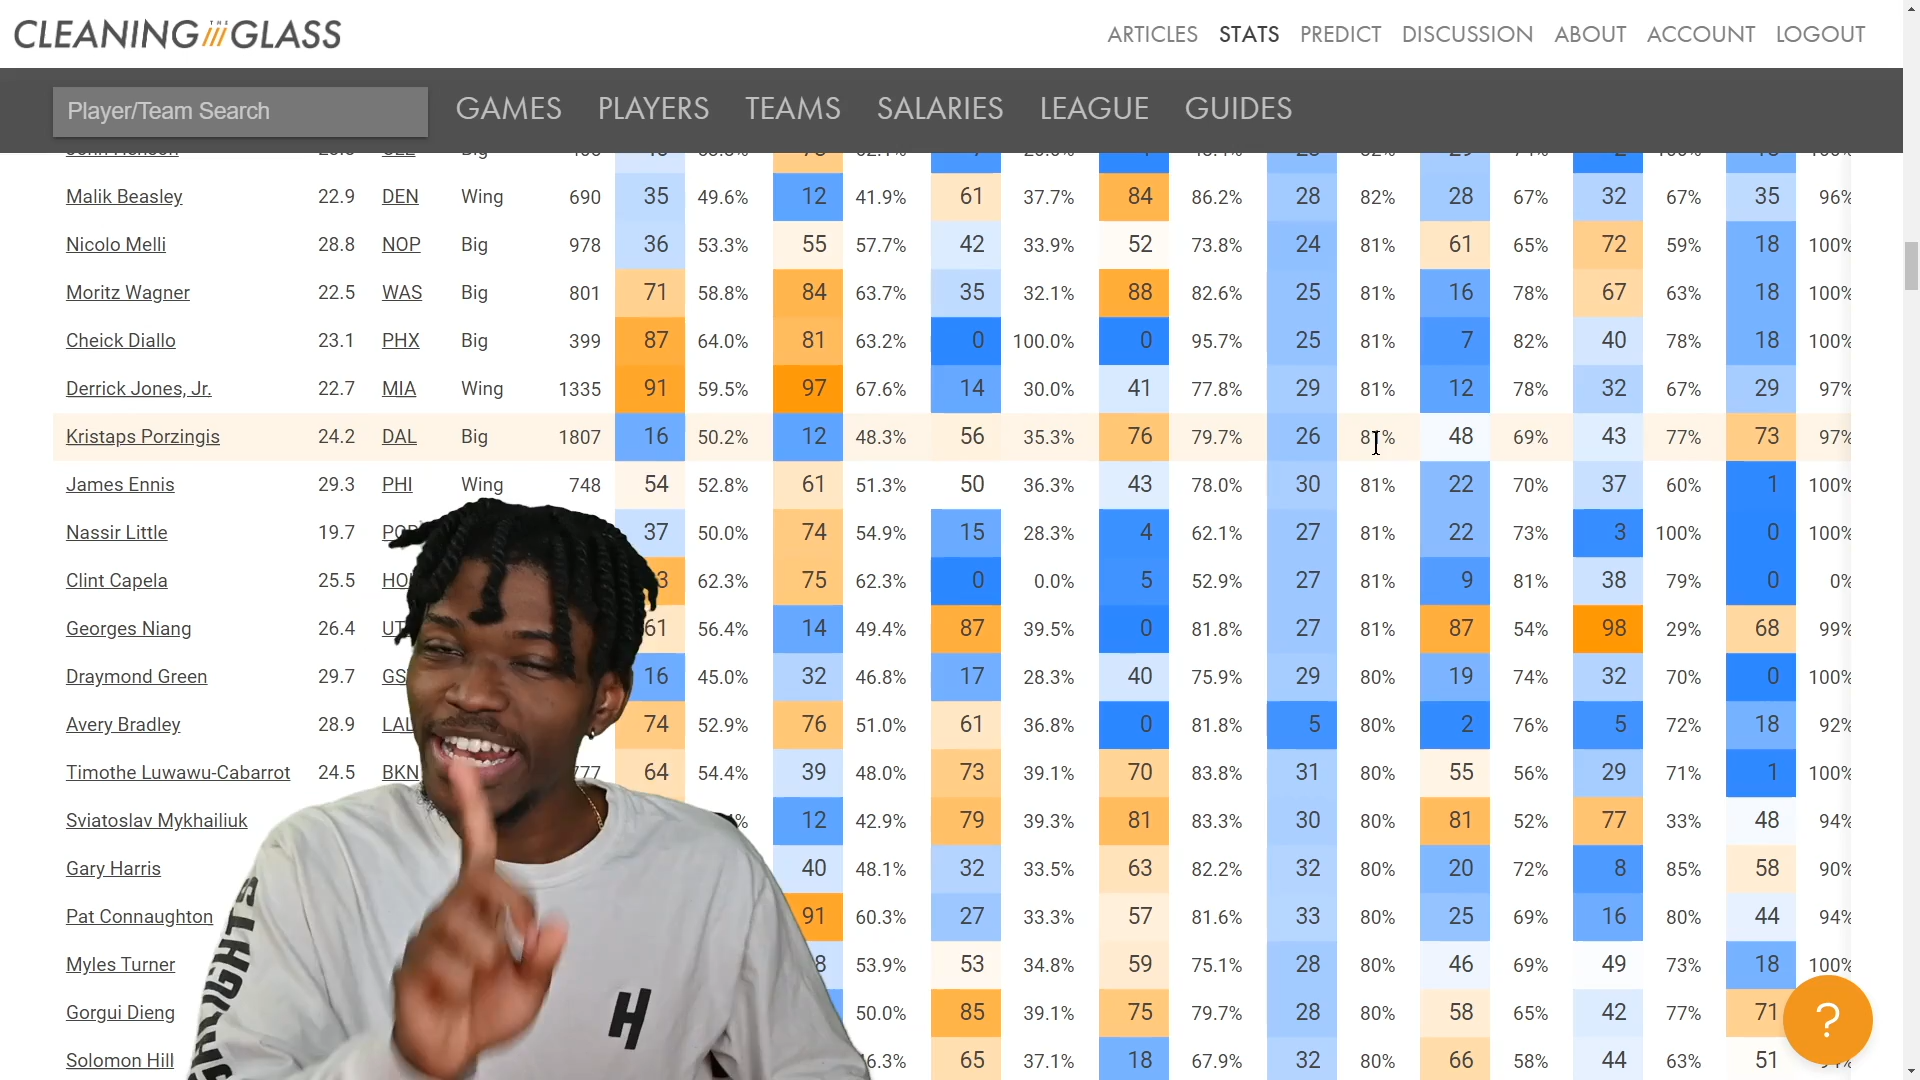 CLEANING THE GLASS
ARTICLES STATS PREDICT DISCUSSION ABOUT ACCOUNT LOGOUT
Player/Team Search GAMES PLAYERS TEAMS SALARIES LEAGUE GUIDES
Malik Beasley 22.9 DEN Wing 690 35 49.6% 12 41.9% 61 37.7% 84 86.2% 28 82% 28 67% 32 67% 35 96%
Nicolo Melli 28.8 NOP Big 978 36 53.3% 55 57.7% 42 33.9% 52 73.8% 24 81% 61 65% 72 59% 18 100%
Moritz Wagner 22.5 WAS Big 801 71 58.8% 84 63.7% 35 32.1% 88 82.6% 25 81% 16 78% 67 63% 18 100%
Cheick Diallo 23.1 PHX Big 399 87 64.0% 81 63.2% 0 100.0% 0 95.7% 25 81% 7 82% 40 78% 18 100%
Derrick Jones, Jr. 22.7 MIA Wing 1335 91 59.5% 97 67.6% 14 30.0% 41 77.8% 29 81% 12 78% 32 67% 29 97%
Kristaps Porzingis 24.2 DAL Big 1807 16 50.2% 12 48.3% 56 35.3% 76 79.7% 26 81% 48 69% 43 77% 73 97%
James Ennis 29.3 PHI Wing 748 54 52.8% 61 51.3% 50 36.3% 43 78.0% 30 81% 22 70% 37 60% 1 100%
Nassir Little 19.7 37 50.0% 74 54.9% 15 28.3% 4 62.1% 27 81% 22 73% 3 100% 0 100%
Clint Capela 25.5 HO 3 62.3% 75 62.3% 0 0.0% 5 52.9% 27 81% 9 81% 38 79% 0 0%
Georges Niang 26.4 UT 61 56.4% 14 49.4% 87 39.5% 0 81.8% 27 81% 87 54% 98 29% 68 99%
Draymond Green 29.7 GS 16 45.0% 32 46.8% 17 28.3% 40 75.9% 29 80% 19 74% 32 70% 0 100%
Avery Bradley 28.9 LAL 74 52.9% 76 51.0% 61 36.8% 0 81.8% 5 80% 2 76% 5 72% 18 92%
Timothe Luwawu-Cabarrot 24.5 BKN 777 64 54.4% 39 48.0% 73 39.1% 70 83.8% 31 80% 55 56% 29 71% 1 100%
Sviatoslav Mykhailiuk % 12 42.9% 79 39.3% 81 83.3% 30 80% 81 52% 77 33% 48 94%
Gary Harris 40 48.1% 32 33.5% 63 82.2% 32 80% 20 72% 8 85% 58 90%
Pat Connaughton 91 60.3% 27 33.3% 57 81.6% 33 80% 25 69% 16 80% 44 94%
Myles Turner 8 53.9% 53 34.8% 59 75.1% 28 80% 46 69% 49 73% 18 100%
Gorgui Dieng 50.0% 85 39.1% 75 79.7% 28 80% 58 65% 42 77% 71 ?
Solomon Hill 6.3% 65 37.1% 18 67.9% 32 80% 66 58% 44 63% 51
H